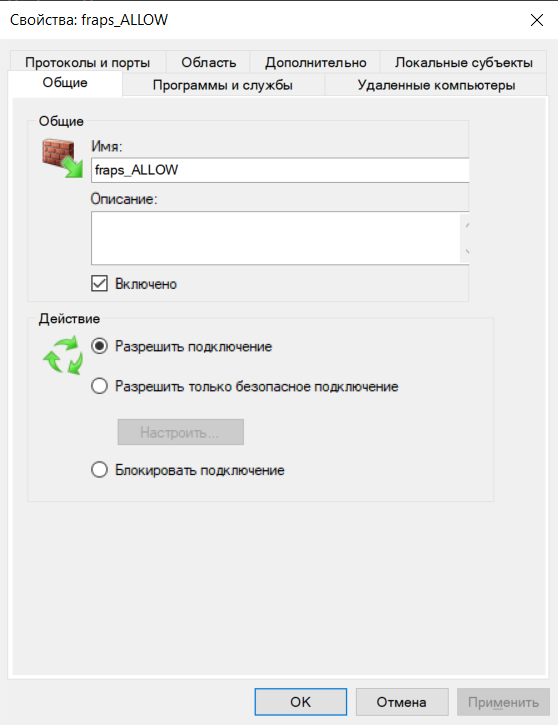 Свойства: fraps_ALLOW
Протоколы и порты Область Дополнительно Локальные субъекты
Общие Программы и службы Удаленные компьютеры
Общие
Имя:
fraps_ALLOW
Описание:
Включено
Действие
Разрешить подключение
Разрешить только безопасное подключение
Настроить...
Блокировать подключение
OK Отмена Применить